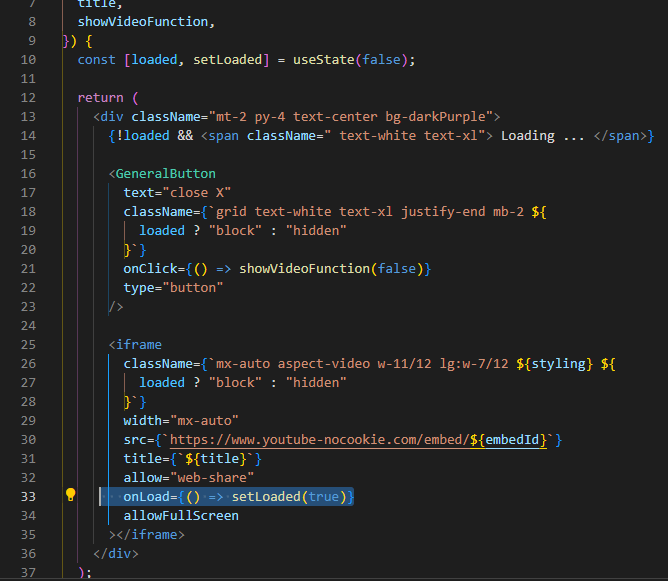 7 title,
8 showVideoFunction,
9 }) {
10 const [loaded, setLoaded] = useState(false);
11
12 return (
13 <div className="mt-2 py-4 text-center bg-darkPurple">
14 {!loaded && <span className=" text-white text-xl"> Loading ... </span>}
15
16 <GeneralButton
17 text="close X"
18 className={`grid text-white text-xl justify-end mb-2 ${
19 loaded ? "block" : "hidden"
20 }`}
21 onClick={() => showVideoFunction(false)}
22 type="button"
23 />
24
25 <iframe
26 className={`mx-auto aspect-video w-11/12 lg:w-7/12 ${styling} ${
27 loaded ? "block" : "hidden"
28 }`}
29 width="mx-auto"
30 src={`https://www.youtube-nocookie.com/embed/${embedId}`}
31 title={`${title}`}
32 allow="web-share"
33 onLoad={() => setLoaded(true)}
34 allowFullScreen
35 ></iframe>
36 </div>
37 );